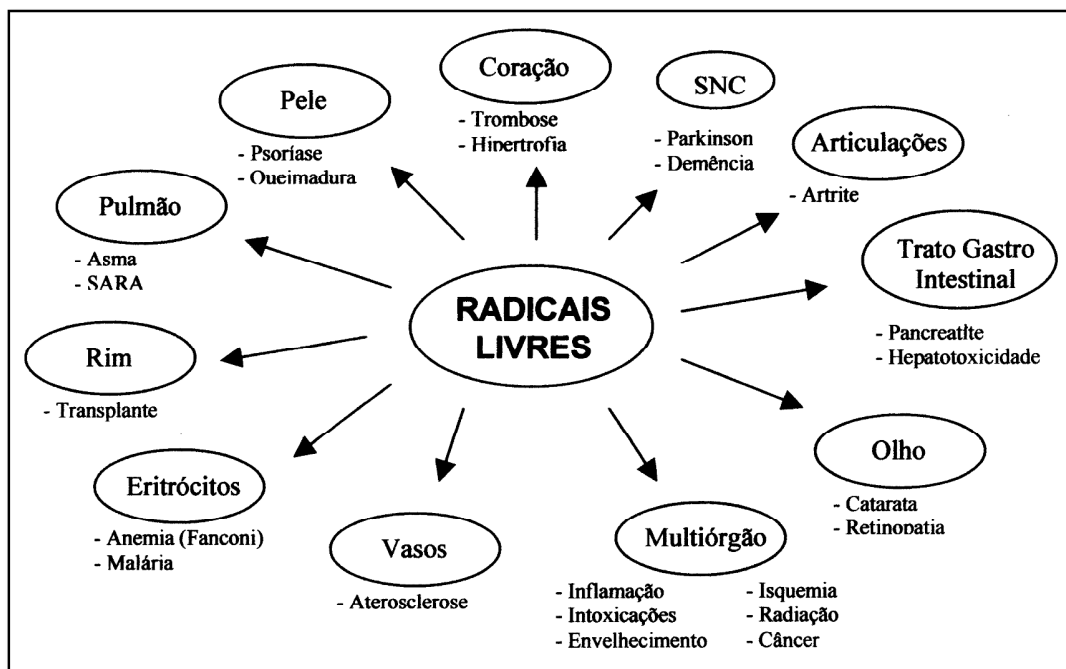 Coração
- Trombose
- Hipertrofia
SNC
- Parkinson
- Demência
Pele
- Psoríase
- Queimadura
Articulações
- Artrite
Pulmão
- Asma
- SARA
Trato Gastro
Intestinal
- Pancreatite
- Hepatotoxicidade
RADICAIS
LIVRES
Rim
- Transplante
Olho
- Catarata
- Retinopatia
Eritrócitos
- Anemia (Fanconi)
- Malária
Vasos
- Aterosclerose
Multiórgão
- Inflamação
- Intoxicações
- Envelhecimento
- Isquemia
- Radiação
- Câncer